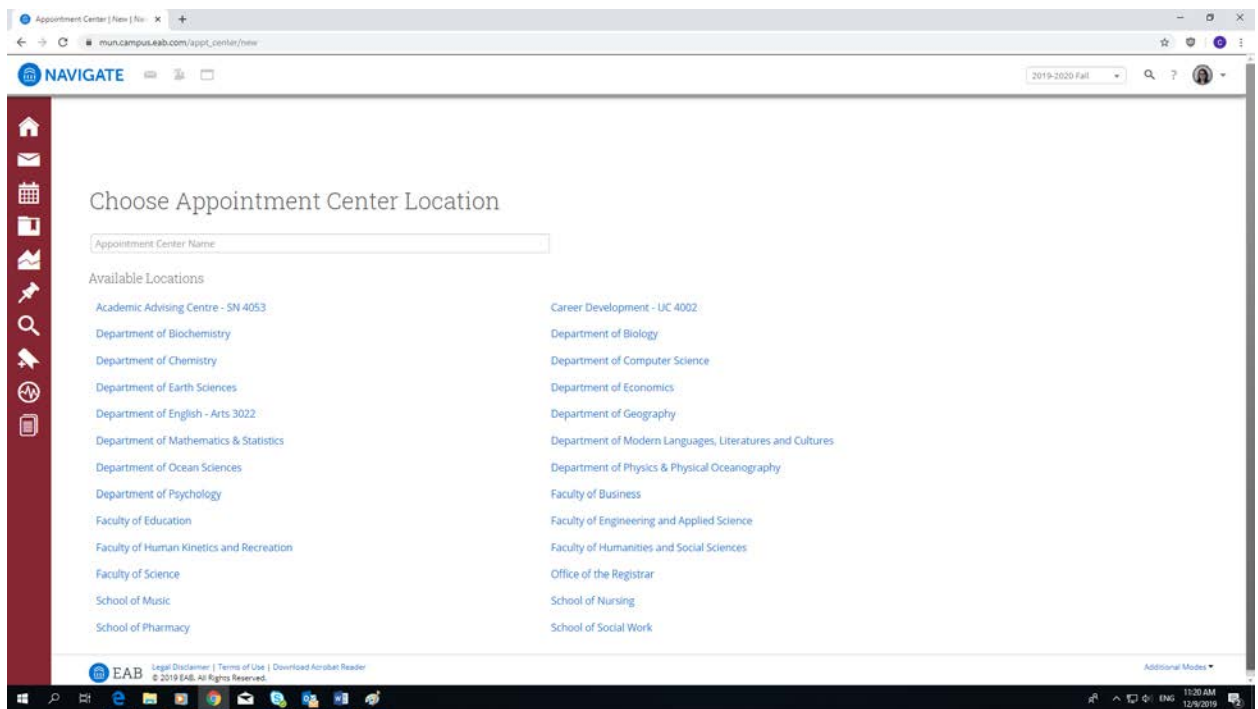 Appointment Center | New | Na
mun.campus.eab.com/appt_center/new
NAVIGATE
2019-2020 Fall
?
Choose Appointment Center Location
Appointment Center Name
Available Locations
Academic Advising Centre - SN 4053
Career Development - UC 4002
Department of Biochemistry
Department of Biology
Department of Chemistry
Department of Computer Science
Department of Earth Sciences
Department of Economics
Department of English - Arts 3022
Department of Geography
Department of Mathematics & Statistics
Department of Modern Languages, Literatures and Cultures
Department of Ocean Sciences
Department of Physics & Physical Oceanography
Department of Psychology
Faculty of Business
Faculty of Education
Faculty of Engineering and Applied Science
Faculty of Human Kinetics and Recreation
Faculty of Humanities and Social Sciences
Faculty of Science
Office of the Registrar
School of Music
School of Nursing
School of Pharmacy
School of Social Work
EAB
Legal Disclaimer | Terms of Use | Download Acrobat Reader
© 2019 EAB. All Rights Reserved.
Additional Modes
ENG
11:20 AM
12/9/2019